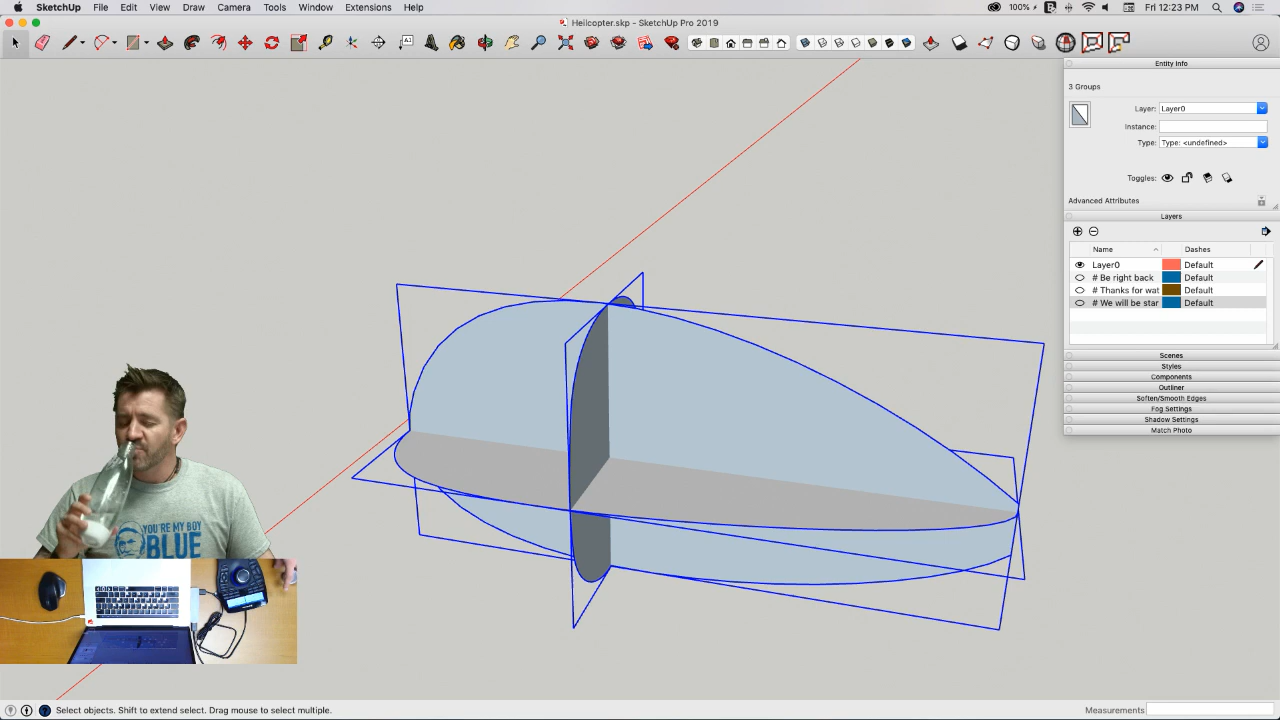 SketchUp File Edit View Draw Camera Tools Window Extensions Help
100% Fri 12:23 PM
Heilcopter.skp - SketchUp Pro 2019
Entity Info
3 Groups
Layer: Layer0
Instance:
Type: Type: <undefined>
Toggles:
Advanced Attributes
Layers
Name Dashes
Layer0 Default
# Be right back Default
# Thanks for wat Default
# We will be star Default
Scenes
Styles
Components
Outliner
Soften/Smooth Edges
Fog Settings
Shadow Settings
Match Photo
YOU'RE MY BOY
BLUE
Select objects. Shift to extend select. Drag mouse to select multiple.
Measurements